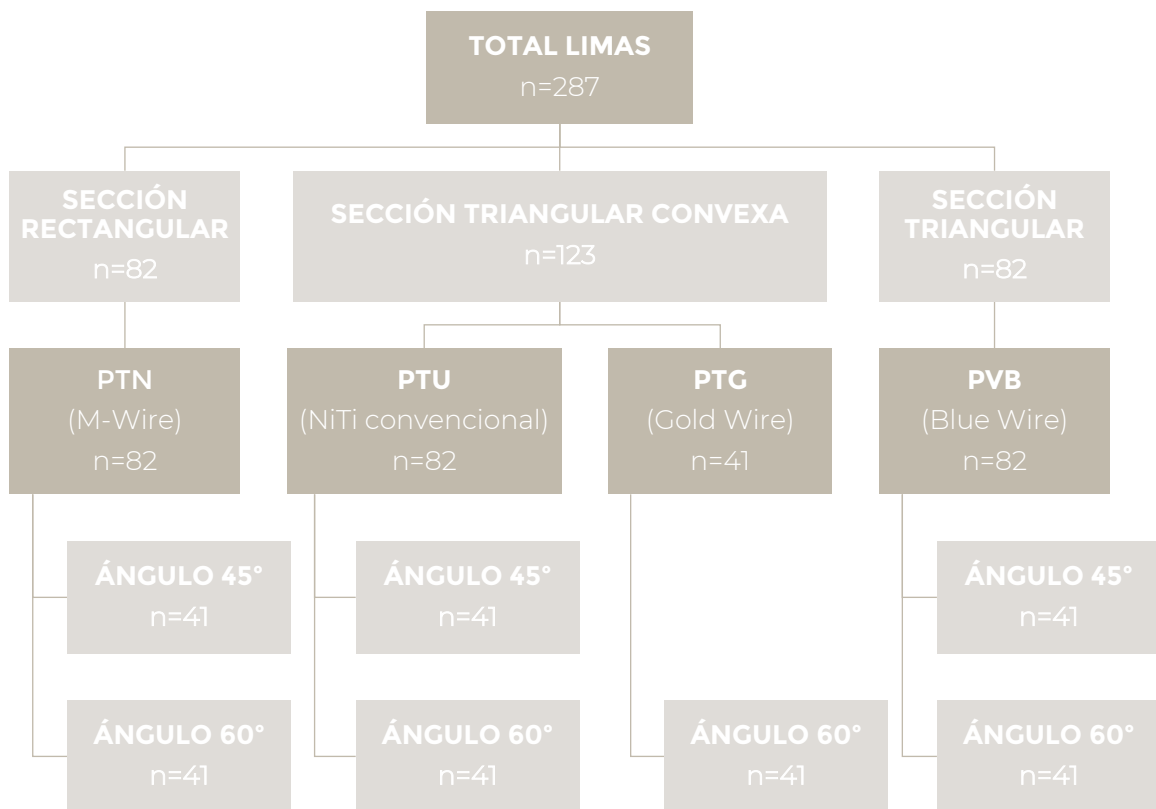 TOTAL LIMAS
n=287
SECCIÓN
RECTANGULAR
n=82
SECCIÓN TRIANGULAR CONVEXA
n=123
SECCIÓN
TRIANGULAR
n=82
PTN
(M-Wire)
n=82
PTU
(NiTi convencional)
n=82
PTG
(Gold Wire)
n=41
PVB
(Blue Wire)
n=82
ÁNGULO 45°
n=41
ÁNGULO 45°
n=41
ÁNGULO 45°
n=41
ÁNGULO 60°
n=41
ÁNGULO 60°
n=41
ÁNGULO 60°
n=41
ÁNGULO 60°
n=41